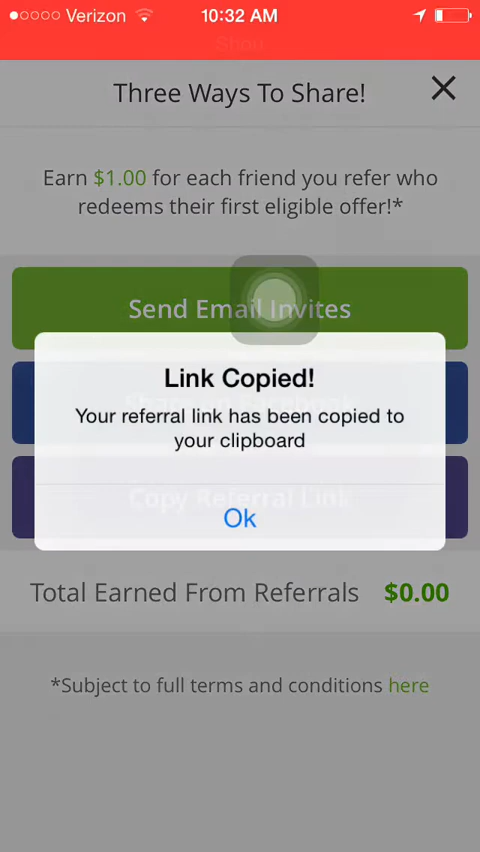 Verizon 10:32 AM
Shou
Three Ways To Share!
Earn $1.00 for each friend you refer who
redeems their first eligible offer!*
Send Email Invites
Link Copied!
Your referral link has been copied to
your clipboard
Copy Referral Link
Ok
Total Earned From Referrals $0.00
*Subject to full terms and conditions here